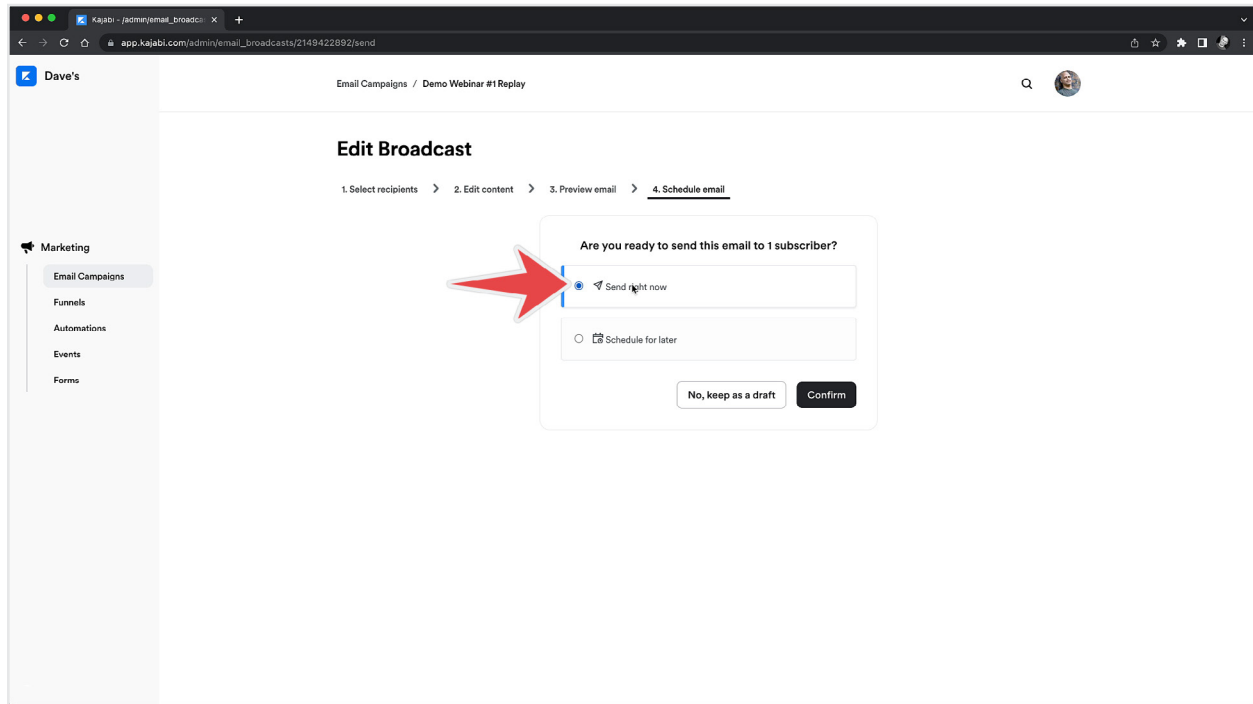 Kajabi - /admin/email_broadca
app.kajabi.com/admin/email_broadcasts/2149422892/send
Dave's
Email Campaigns / Demo Webinar #1 Replay
Edit Broadcast
1. Select recipients > 2. Edit content > 3. Preview email > 4. Schedule email
Are you ready to send this email to 1 subscriber?
Send right now
Schedule for later
No, keep as a draft Confirm
Marketing
Email Campaigns
Funnels
Automations
Events
Forms